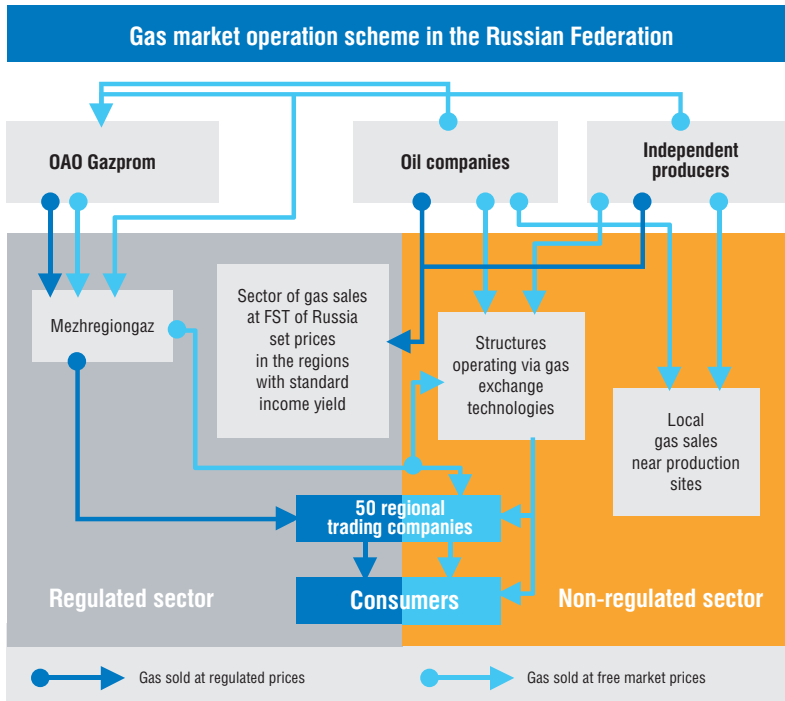 Gas market operation scheme in the Russian Federation
OAO Gazprom
Oil companies
Independent
producers
Mezhregiongaz
Sector of gas sales
at FST of Russia
set prices
in the regions
with standard
income yield
Structures
operating via gas
exchange
technologies
Local
gas sales
near production
sites
50 regional
trading companies
Regulated sector
Consumers
Non-regulated sector
Gas sold at regulated prices
Gas sold at free market prices